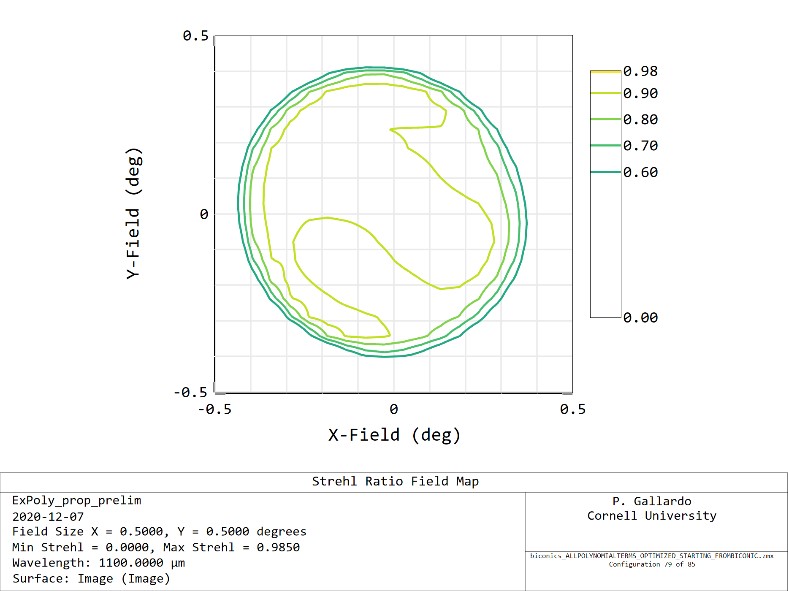 0.5
0
-0.5
-0.5
0
0.5
Y-Field (deg)
X-Field (deg)
0.98
0.90
0.80
0.70
0.60
0.00
Strehl Ratio Field Map
ExPoly_prop_prelim
2020-12-07
Field Size X = 0.5000, Y = 0.5000 degrees
Min Strehl = 0.0000, Max Strehl = 0.9850
Wavelength: 1100.0000 µm
Surface: Image (Image)
P. Gallardo
Cornell University
biconics_ALLPOLYNOMIALTERMS_OPTIMIZED_STARTING_FROMBICONIC.zmx
Configuration 79 of 85